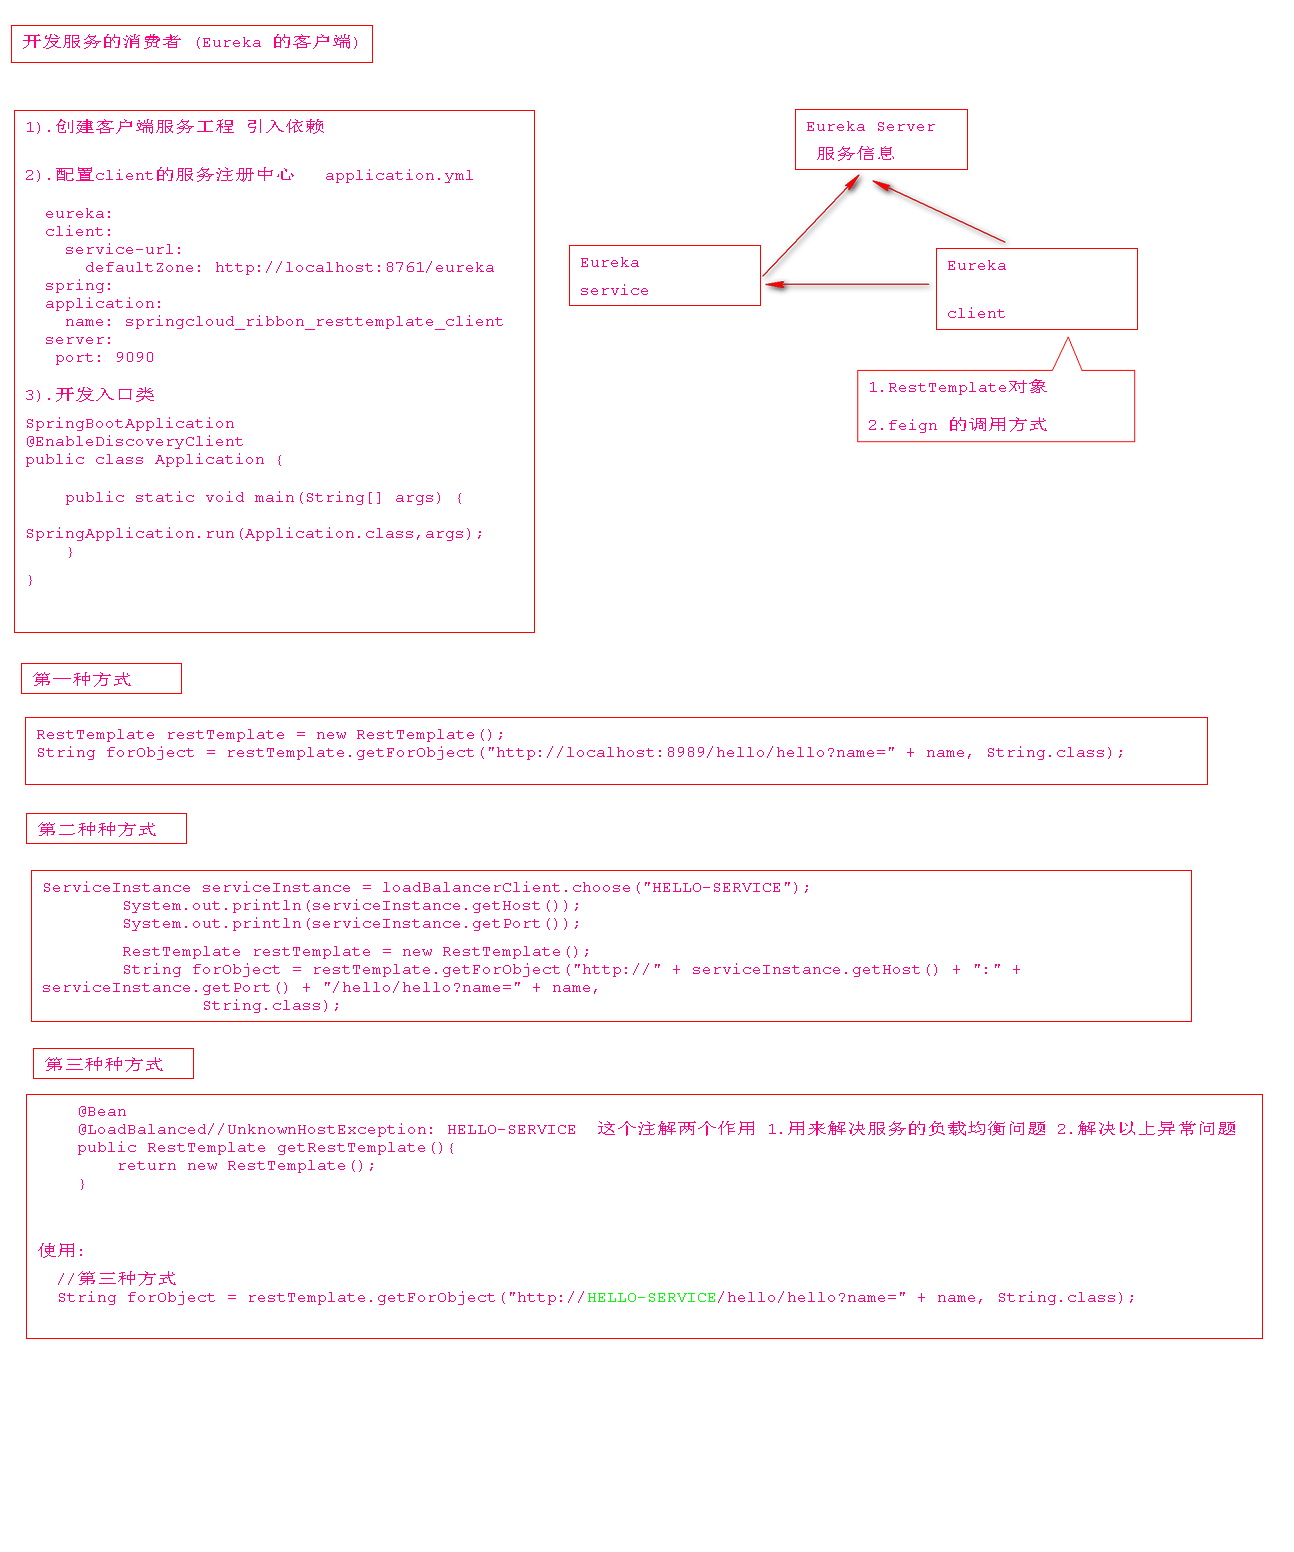 开发服务的消费者 (Eureka 的客户端)
1).创建客户端服务工程 引入依赖
2).配置client的服务注册中心   application.yml
  eureka:
  client:
    service-url:
      defaultZone: http://localhost:8761/eureka
  spring:
  application:
    name: springcloud_ribbon_resttemplate_client
  server:
   port: 9090
3).开发入口类
SpringBootApplication
@EnableDiscoveryClient
public class Application {
    public static void main(String[] args) {
SpringApplication.run(Application.class,args);
    }
}
Eureka Server
服务信息
Eureka
service
Eureka
client
1.RestTemplate对象
2.feign 的调用方式
第一种方式
RestTemplate restTemplate = new RestTemplate();
String forObject = restTemplate.getForObject("http://localhost:8989/hello/hello?name=" + name, String.class);
第二种种方式
ServiceInstance serviceInstance = loadBalancerClient.choose("HELLO-SERVICE");
        System.out.println(serviceInstance.getHost());
        System.out.println(serviceInstance.getPort());
        RestTemplate restTemplate = new RestTemplate();
        String forObject = restTemplate.getForObject("http://" + serviceInstance.getHost() + ":" +
serviceInstance.getPort() + "/hello/hello?name=" + name,
                String.class);
第三种种方式
    @Bean
    @LoadBalanced//UnknownHostException: HELLO-SERVICE  这个注解两个作用 1.用来解决服务的负载均衡问题 2.解决以上异常问题
    public RestTemplate getRestTemplate(){
        return new RestTemplate();
    }
使用:
  //第三种方式
  String forObject = restTemplate.getForObject("http://HELLO-SERVICE/hello/hello?name=" + name, String.class);